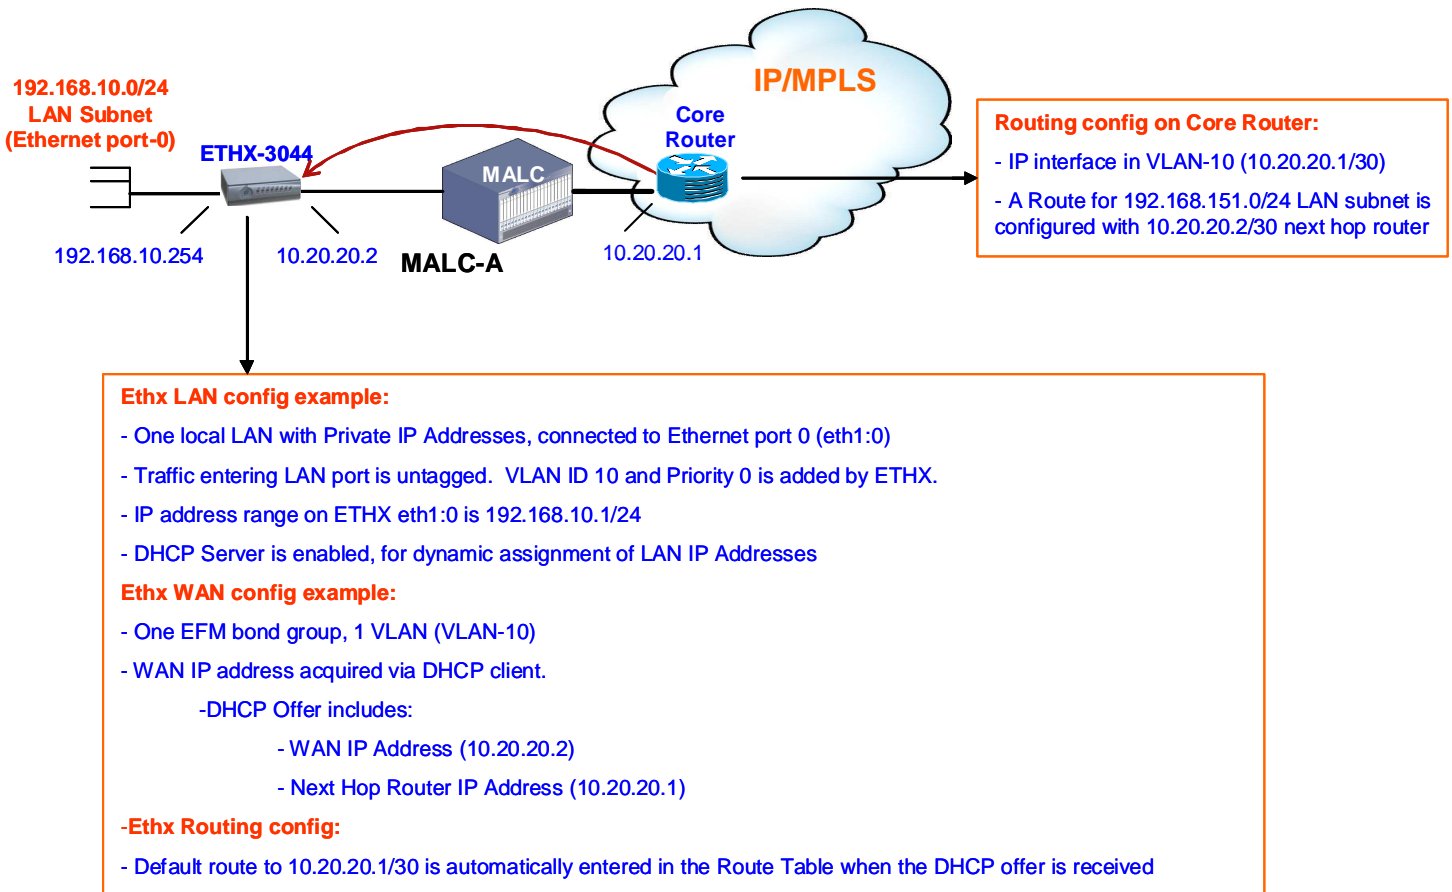 IP/MPLS
192.168.10.0/24
LAN Subnet
(Ethernet port-0)
ETHX-3044
MALC
Core
Router
192.168.10.254
10.20.20.2
MALC-A
10.20.20.1
Routing config on Core Router:
- IP interface in VLAN-10 (10.20.20.1/30)
- A Route for 192.168.151.0/24 LAN subnet is
configured with 10.20.20.2/30 next hop router
Ethx LAN config example:
- One local LAN with Private IP Addresses, connected to Ethernet port 0 (eth1:0)
- Traffic entering LAN port is untagged. VLAN ID 10 and Priority 0 is added by ETHX.
- IP address range on ETHX eth1:0 is 192.168.10.1/24
- DHCP Server is enabled, for dynamic assignment of LAN IP Addresses
Ethx WAN config example:
- One EFM bond group, 1 VLAN (VLAN-10)
- WAN IP address acquired via DHCP client.
-DHCP Offer includes:
- WAN IP Address (10.20.20.2)
- Next Hop Router IP Address (10.20.20.1)
-Ethx Routing config:
- Default route to 10.20.20.1/30 is automatically entered in the Route Table when the DHCP offer is received